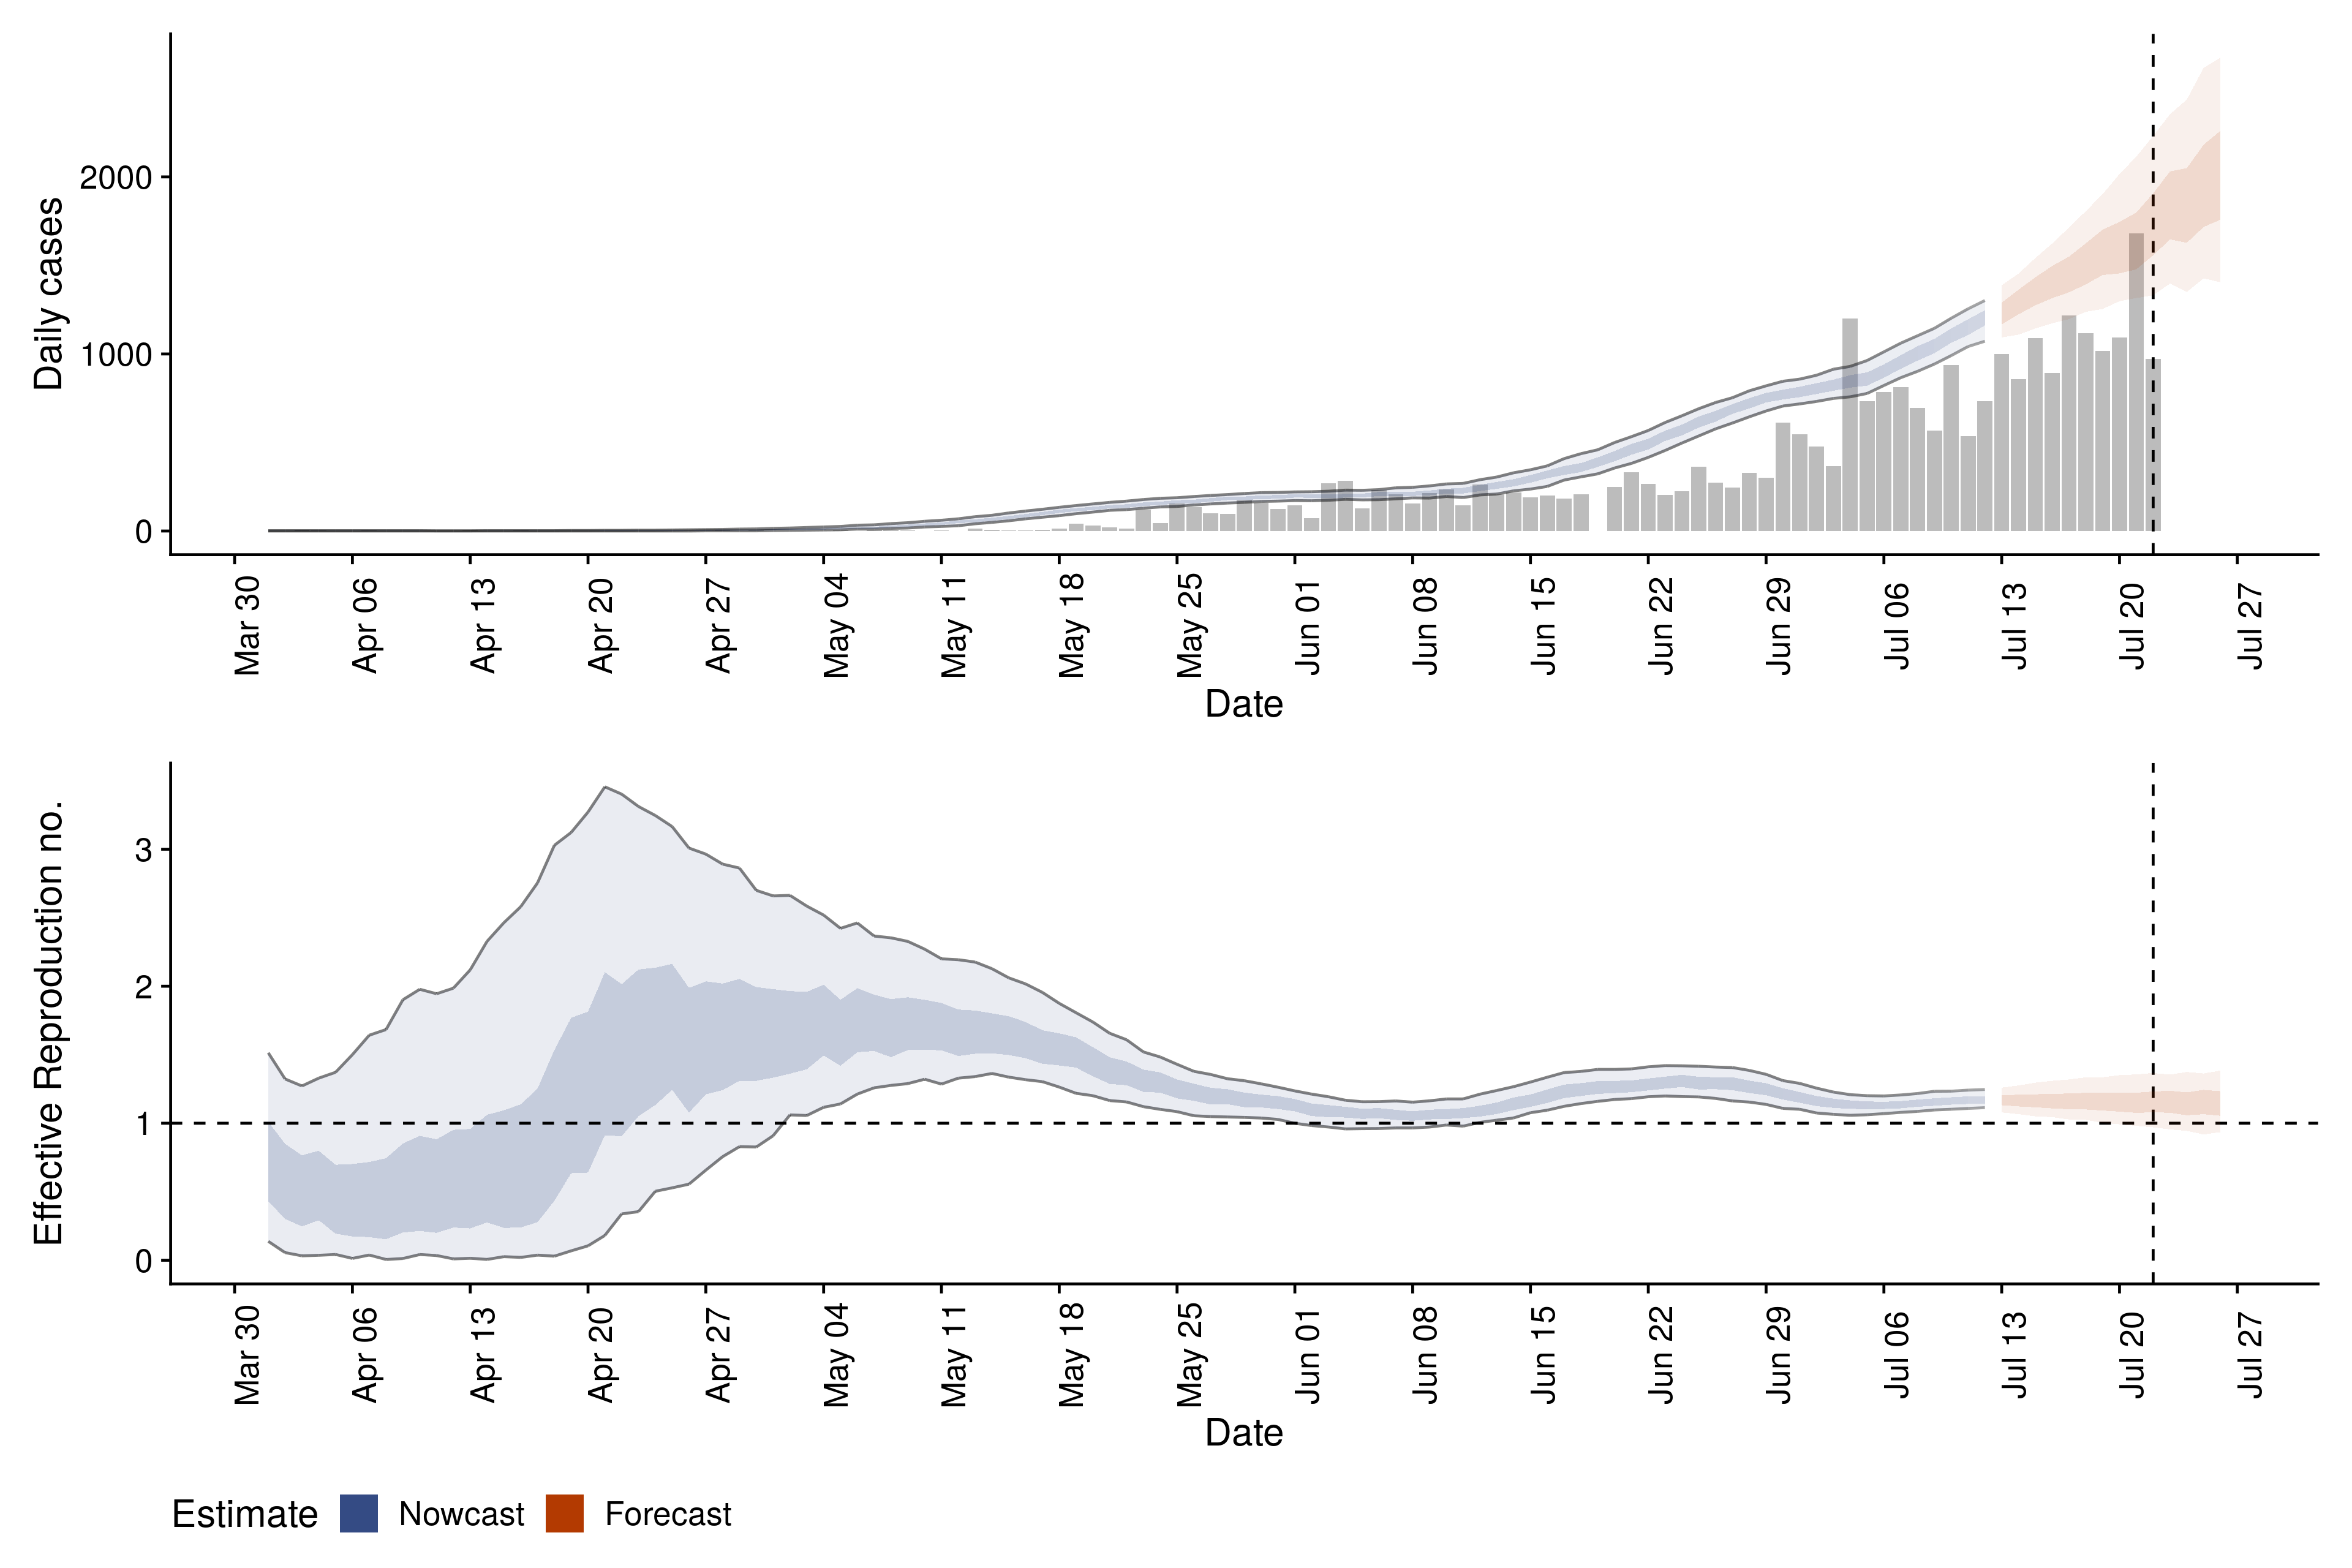 Daily cases
2000
1000
0
Mar 30
Apr 06
Apr 13
Apr 20
Apr 27
May 04
May 11
May 18
May 25
Jun 01
Jun 08
Jun 15
Jun 22
Jun 29
Jul 06
Jul 13
Jul 20
Jul 27
Date
Effective Reproduction no.
3
2
1
0
Mar 30
Apr 06
Apr 13
Apr 20
Apr 27
May 04
May 11
May 18
May 25
Jun 01
Jun 08
Jun 15
Jun 22
Jun 29
Jul 06
Jul 13
Jul 20
Jul 27
Date
Estimate Nowcast Forecast